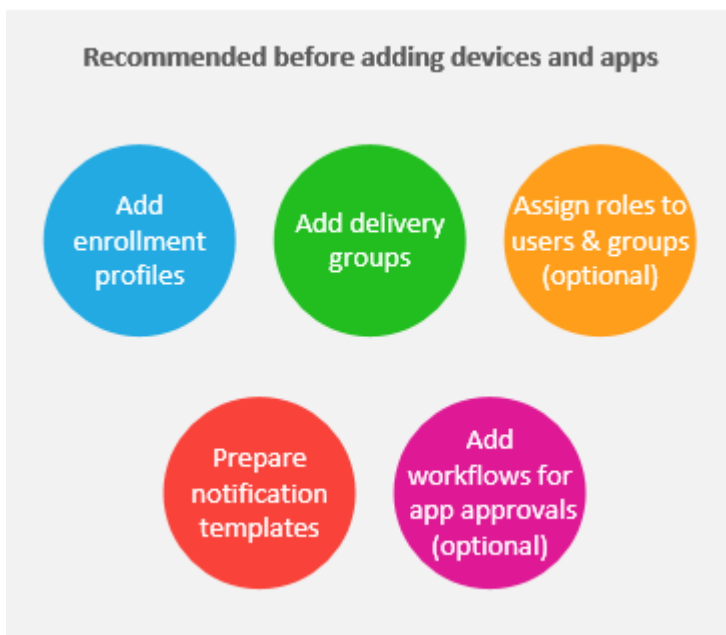 Recommended before adding devices and apps
Add
enrollment
profiles
Add delivery
groups
Assign roles to
users & groups
(optional)
Prepare
notification
templates
Add
workflows for
app approvals
(optional)